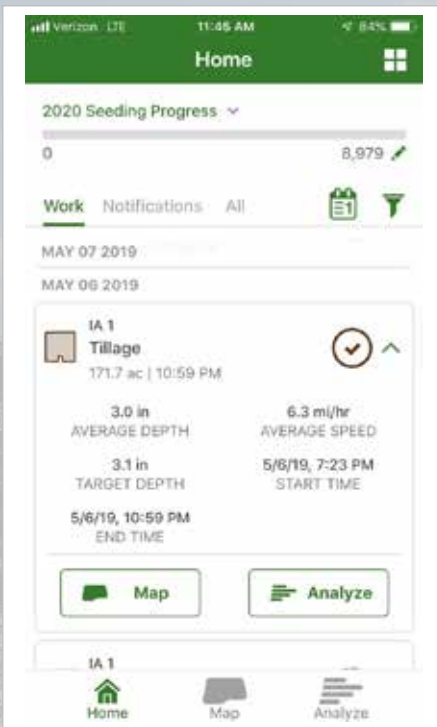 Verizon LTE 11:45 AM 84%
Home
2020 Seeding Progress
0 8,979
Work Notifications All 1
MAY 07 2019
MAY 06 2019
IA 1
Tillage
171.7 ac | 10:59 PM
3.0 in 6.3 mi/hr
AVERAGE DEPTH AVERAGE SPEED
3.1 in 5/6/19, 7:23 PM
TARGET DEPTH START TIME
5/6/19, 10:59 PM
END TIME
Map Analyze
IA 1
Home Map Analyze